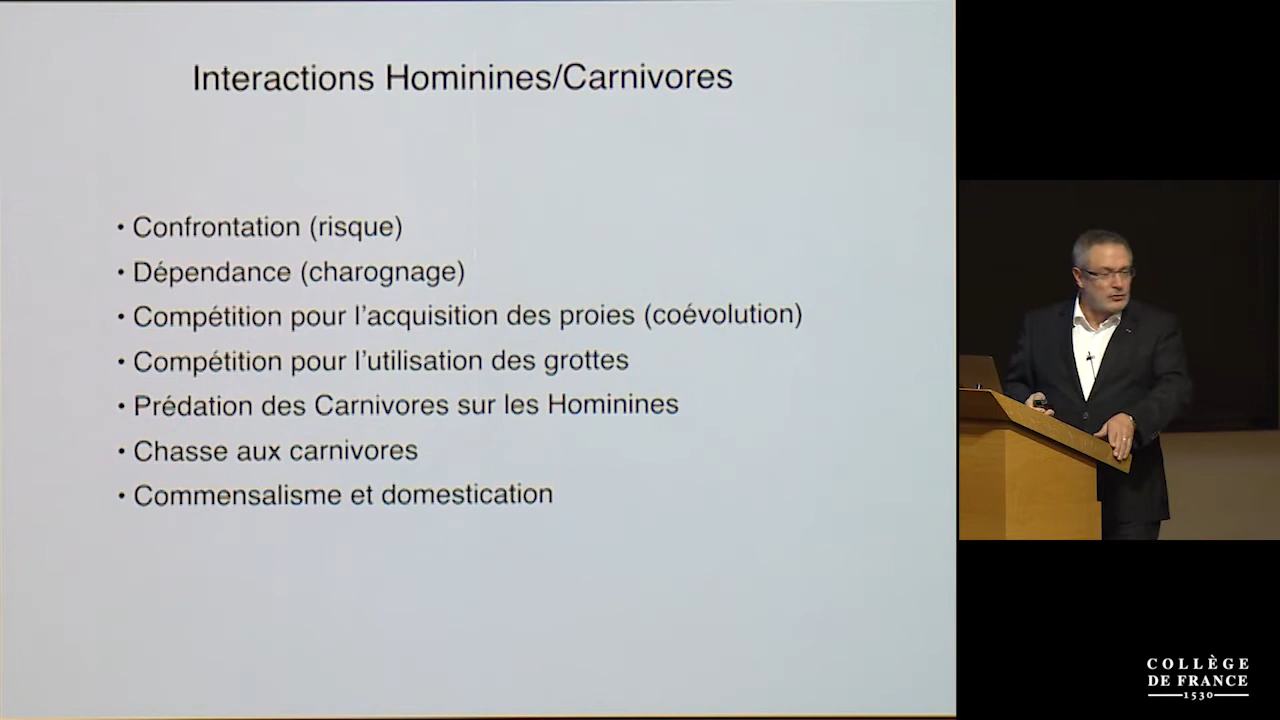 Interactions Hominines/Carnivores
• Confrontation (risque)
• Dépendance (charognage)
• Compétition pour l'acquisition des proies (coévolution)
• Compétition pour l'utilisation des grottes
• Prédation des Carnivores sur les Hominines
• Chasse aux carnivores
• Commensalisme et domestication
COLLÈGE
DE FRANCE
1530